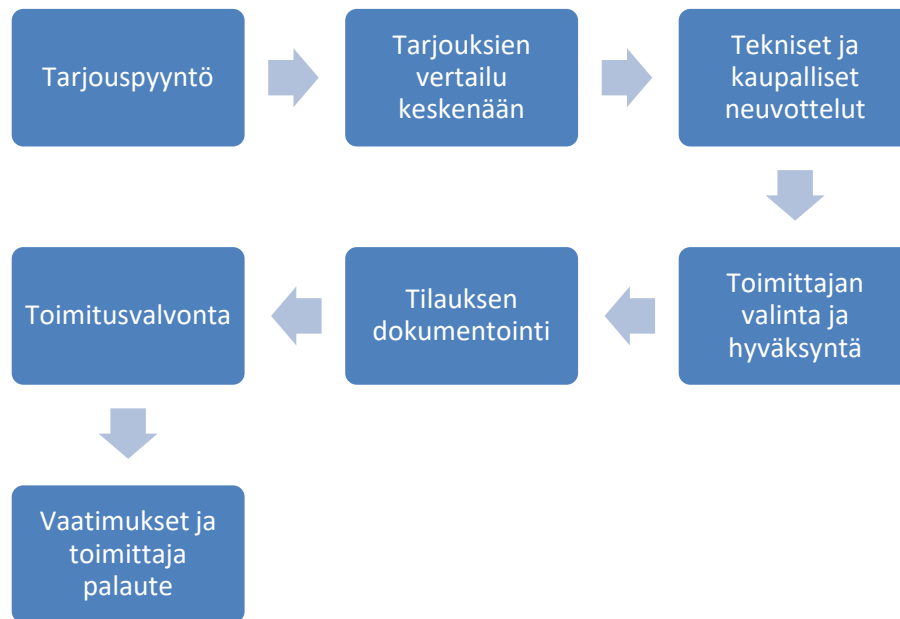 Tarjouspyyntö
Tarjouksien
vertailu
keskenään
Tekniset ja
kaupalliset
neuvottelut
Toimittajan
valinta ja
hyväksyntä
Tilauksen
dokumentointi
Toimitusvalvonta
Vaatimukset ja
toimittaja
palaute